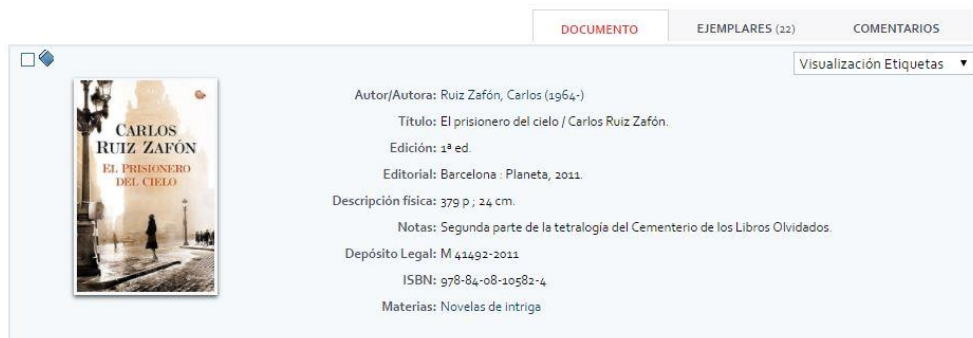 DOCUMENTO EJEMPLARES (22) COMENTARIOS
Visualización Etiquetas
CARLOS
RUIZ ZAFÓN
EL PRISIONERO
DEL CIELO
Autor/Autora: Ruiz Zafón, Carlos (1964-)
Título: El prisionero del cielo / Carlos Ruiz Zafón.
Edición: 1ª ed.
Editorial: Barcelona : Planeta, 2011.
Descripción física: 379 p ; 24 cm.
Notas: Segunda parte de la tetralogía del Cementerio de los Libros Olvidados.
Depósito Legal: M 41492-2011
ISBN: 978-84-08-10582-4
Materias: Novelas de intriga